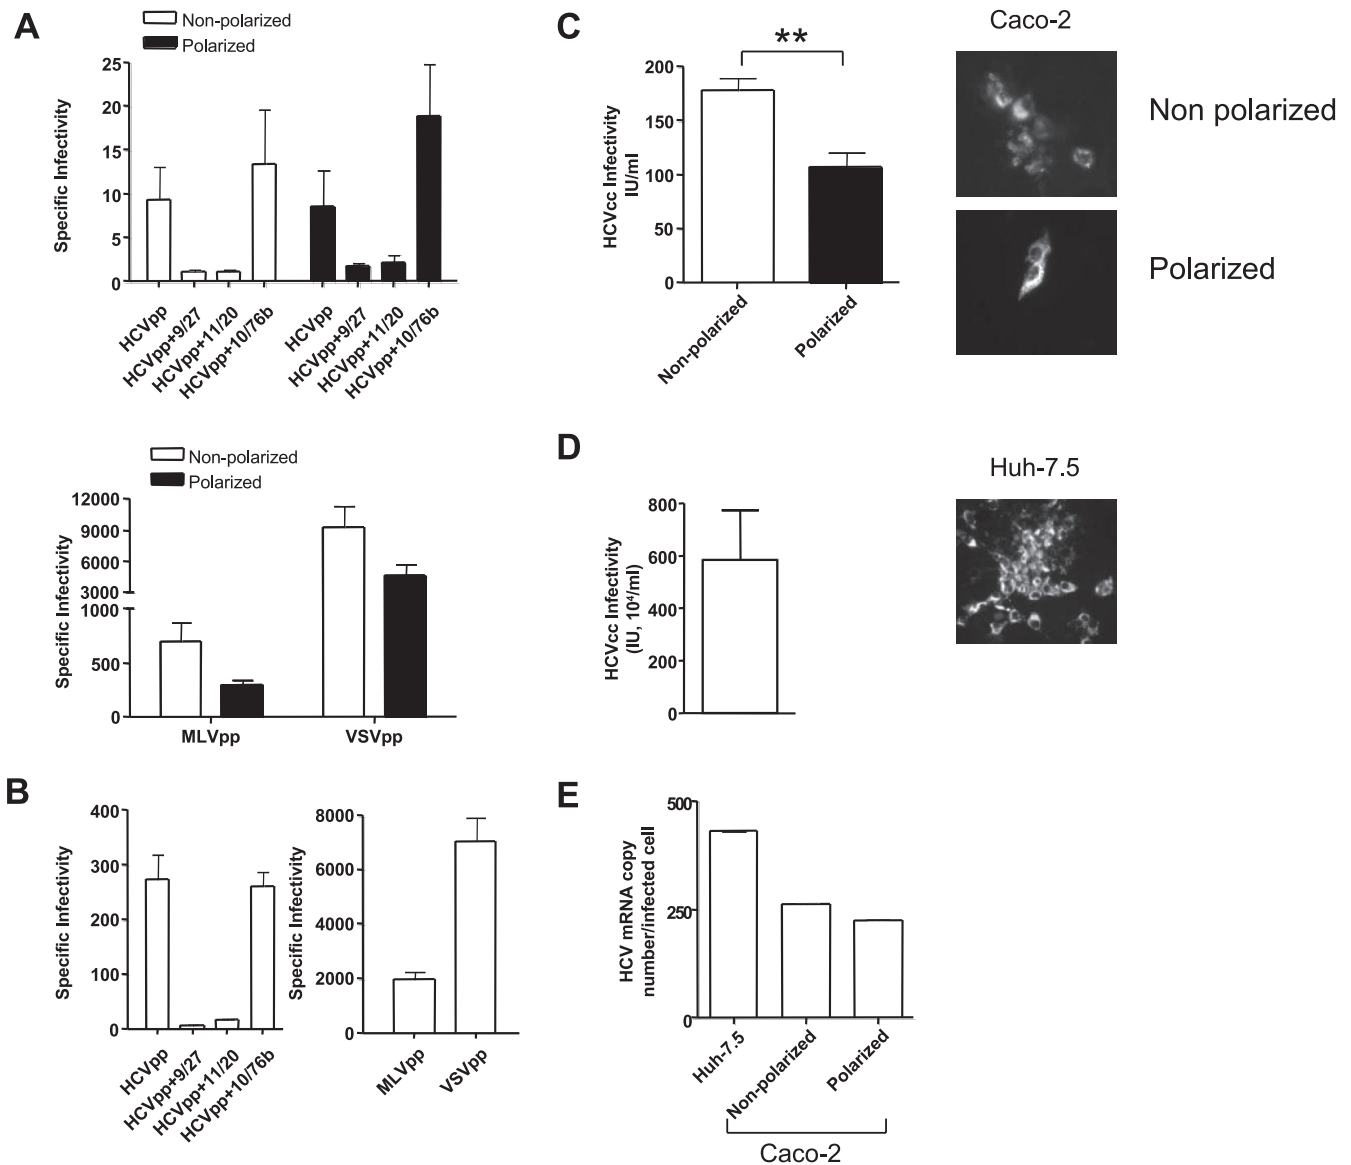 A
Non-polarized
Polarized
Specific Infectivity
25
20
15
10
5
0
HCVpp
HCVpp+9/27
HCVpp+11/20
HCVpp+10/76b
HCVpp
HCVpp+9/27
HCVpp+11/20
HCVpp+10/76b
Non-polarized
Polarized
Specific Infectivity
12000
9000
6000
3000
1000
500
0
MLVpp
VSVpp
B
Specific Infectivity
400
300
200
100
0
HCVpp
HCVpp+9/27
HCVpp+11/20
HCVpp+10/76b
Specific Infectivity
8000
6000
4000
2000
0
MLVpp
VSVpp
C
**
HCVcc Infectivity
IU/ml
200
150
100
50
0
Non-polarized
Polarized
Caco-2
Non polarized
Polarized
D
HCVcc Infectivity
(IU, 10⁴/ml)
800
600
400
200
0
Huh-7.5
E
HCV mRNA copy
number/infected cell
500
250
0
Huh-7.5
Non-polarized
Polarized
Caco-2